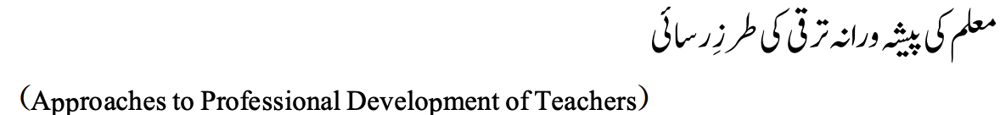 معلم کی پیشہ ورانہ ترقی کی طرزِ رسائی
(Approaches to Professional Development of Teachers)